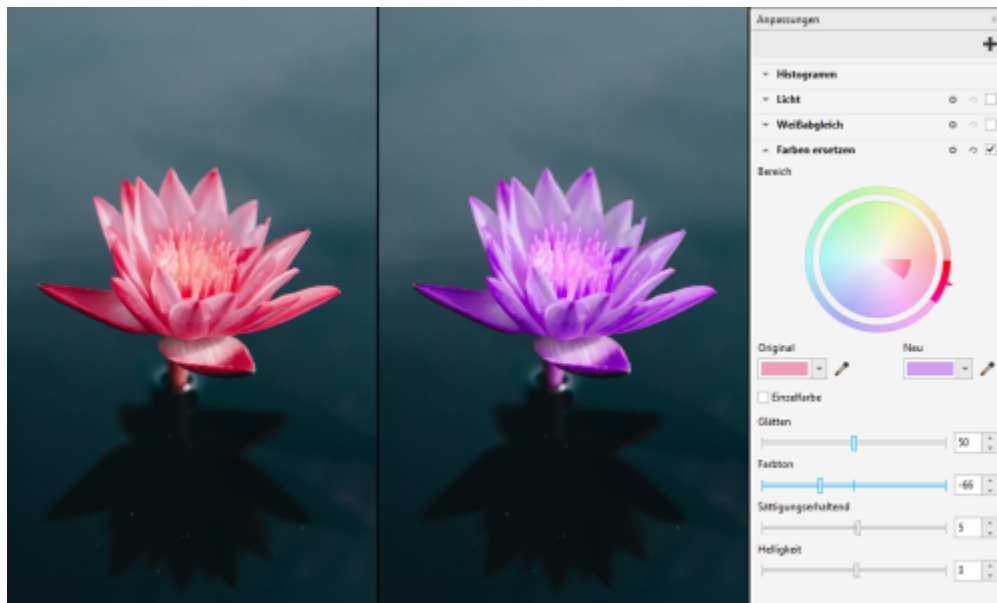 Anpassungen
Histogramm
Licht
Weißabgleich
Farben ersetzen
Bereich
Original Neu
Einzelfarbe
Glätten
50
Farbton
-66
Sättigungserhaltend
5
Helligkeit
3